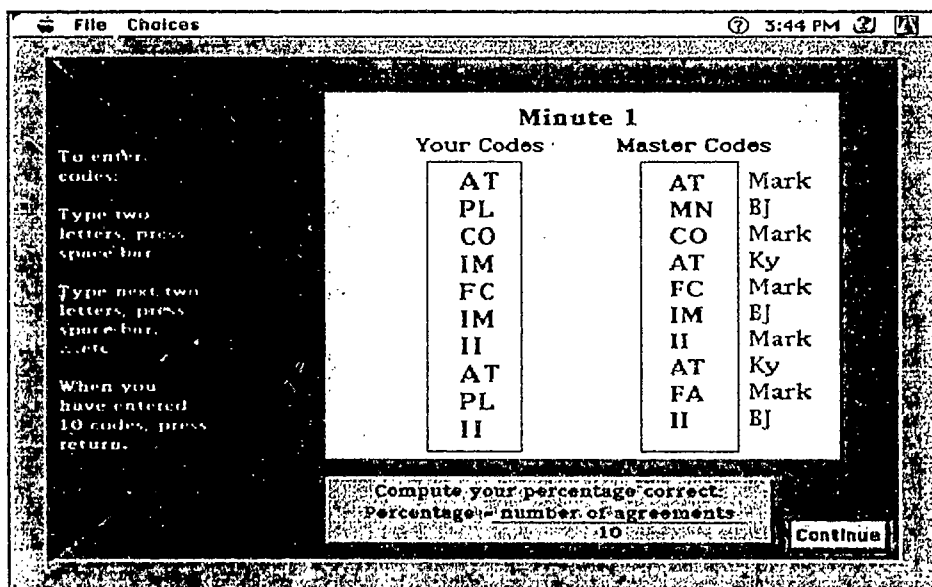 File Choices 3:44 PM
To enter
codes:
Type two
letters, press
space bar
Type next two
letters, press
space bar,
...etc
When you
have entered
10 codes, press
return.
Minute 1
Your Codes Master Codes
AT AT Mark
PL MN BJ
CO CO Mark
IM AT Ky
FC FC Mark
IM IM BJ
II II Mark
AT AT Ky
PL FA Mark
II II BJ
Compute your percentage correct.
Percentage = number of agreements
10
Continue